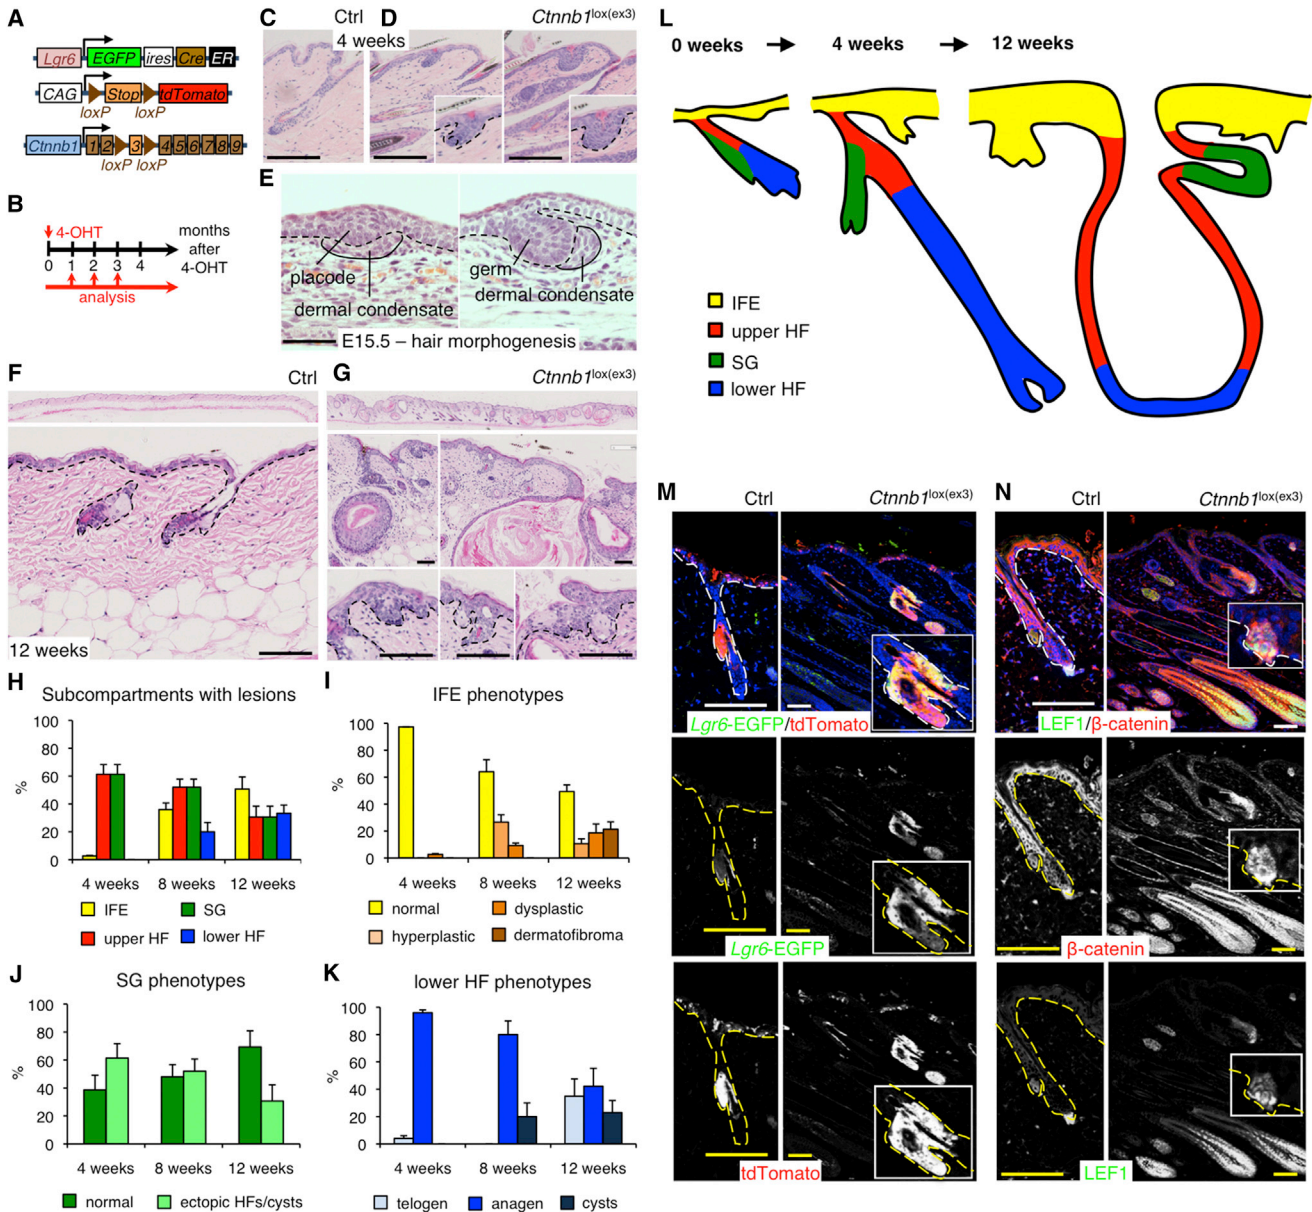 A
Lgr6 EGFP ires Cre ER
CAG Stop tdTomato
loxP loxP
Ctnnb1 1 2 3 4 5 6 7 8 9
loxP loxP
B
4-OHT
months
after
4-OHT
0 1 2 3 4
analysis
C Ctrl D Ctnnb1lox(ex3)
4 weeks
E
placode
dermal condensate
germ
dermal condensate
E15.5 – hair morphogenesis
F Ctrl G Ctnnb1lox(ex3)
12 weeks
H Subcompartments with lesions
%
100
80
60
40
20
0
4 weeks 8 weeks 12 weeks
IFE SG
upper HF lower HF
I IFE phenotypes
%
100
80
60
40
20
0
4 weeks 8 weeks 12 weeks
normal dysplastic
hyperplastic dermatofibroma
J SG phenotypes
%
100
80
60
40
20
0
4 weeks 8 weeks 12 weeks
normal ectopic HFs/cysts
K lower HF phenotypes
%
100
80
60
40
20
0
4 weeks 8 weeks 12 weeks
telogen anagen cysts
L
0 weeks 4 weeks 12 weeks
IFE
upper HF
SG
lower HF
M Ctrl Ctnnb1lox(ex3)
Lgr6-EGFP/tdTomato
Lgr6-EGFP
tdTomato
N Ctrl Ctnnb1lox(ex3)
LEF1/β-catenin
β-catenin
LEF1